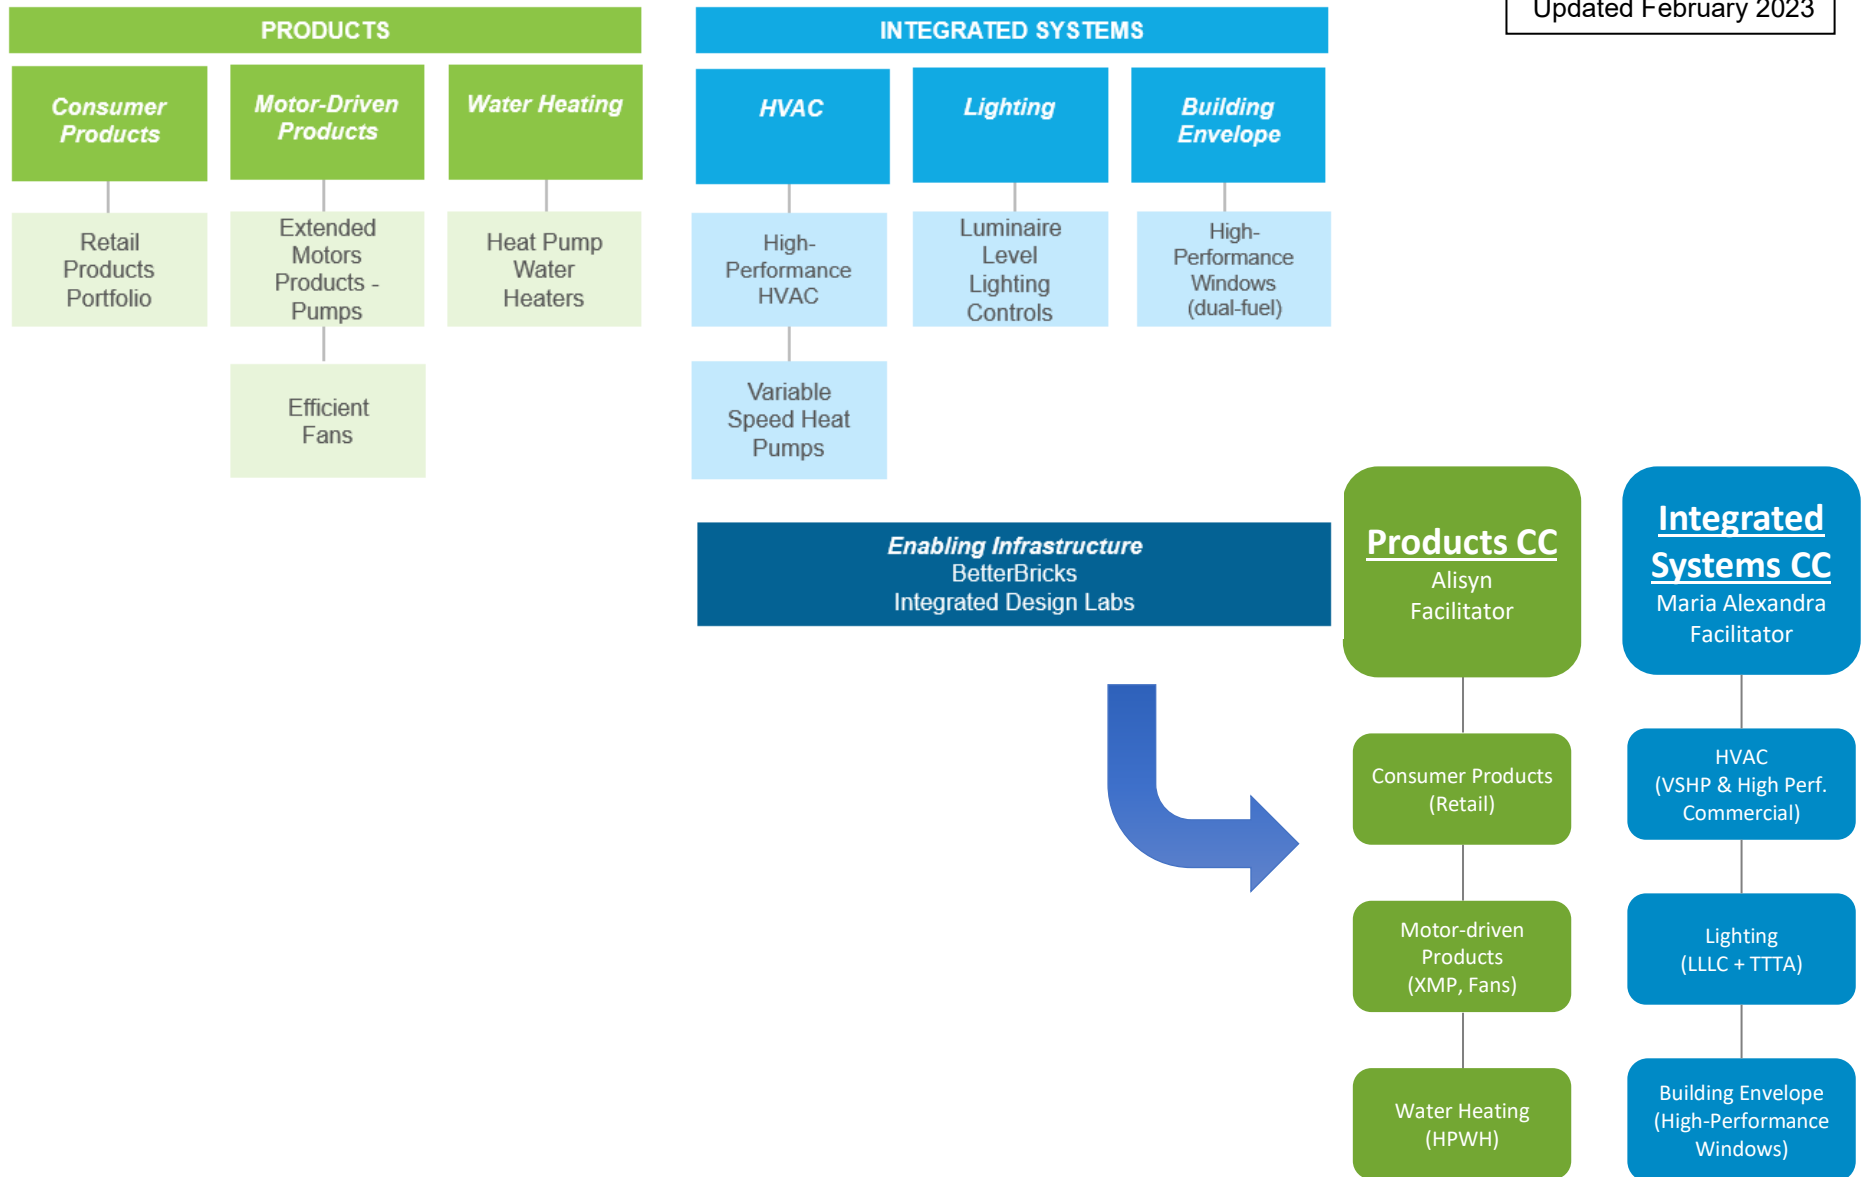 Updated February 2023
PRODUCTS
Consumer
Products
Motor-Driven
Products
Water Heating
Retail
Products
Portfolio
Extended
Motors
Products -
Pumps
Heat Pump
Water
Heaters
Efficient
Fans
INTEGRATED SYSTEMS
HVAC
Lighting
Building
Envelope
High-
Performance
HVAC
Luminaire
Level
Lighting
Controls
High-
Performance
Windows
(dual-fuel)
Variable
Speed Heat
Pumps
Enabling Infrastructure
BetterBricks
Integrated Design Labs
Products CC
Alisyn
Facilitator
Consumer Products
(Retail)
Motor-driven
Products
(XMP, Fans)
Water Heating
(HPWH)
Integrated
Systems CC
Maria Alexandra
Facilitator
HVAC
(VSHP & High Perf.
Commercial)
Lighting
(LLLC + TTTA)
Building Envelope
(High-Performance
Windows)